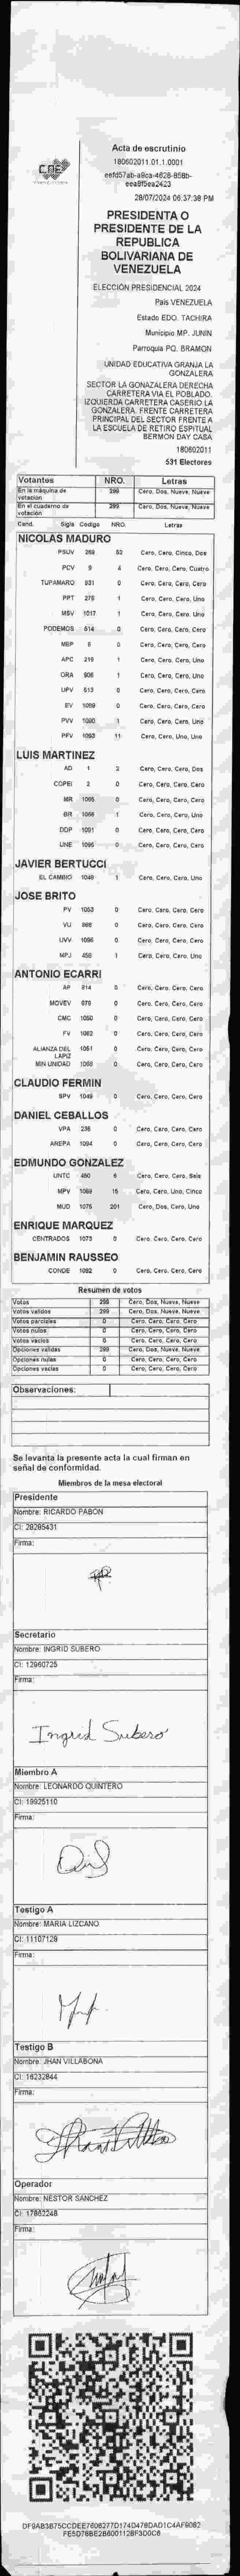 Acta de escrutinio
180602011.01.1.0001
28/07/2024 06:37:38 PM
PRESIDENTA O
PRESIDENTE DE LA
REPUBLICA
BOLIVARIANA DE
VENEZUELA
ELECCIÓN PRESIDENCIAL 2024
País VENEZUELA
Estado EDO. TACHIRA
Municipio MP. JUNIN
Parroquia PQ. BRAMON
UNIDAD EDUCATIVA GRANJA LA
GONZALERA
SECTOR LA GONAZALERA DERECHA
CARRETERA VIA EL POBLADO.
IZQUIERDA CARRETERA CASERIO LA
GONZALERA. FRENTE CARRETERA
PRINCIPAL DEL SECTOR FRENTE A
LA ESCUELA DE RETIRO ESPITUAL
BERMON DAY CASA
180602011
531 Electores
Votantes NRO. Letras
En la máquina de votación 299 Cero, Dos, Nueve, Nueve
En el cuaderno de votación 299 Cero, Dos, Nueve, Nueve
Cand. Sigla Código NRO. Letras
NICOLAS MADURO
PSUV 269 52 Cero, Cero, Cinco, Dos
PCV 9 4 Cero, Cero, Cero, Cuatro
TUPAMARO 831 0 Cero, Cero, Cero, Cero
PPT 276 1 Cero, Cero, Cero, Uno
MSV 1017 1 Cero, Cero, Cero, Uno
PODEMOS 514 0 Cero, Cero, Cero, Cero
MEP 6 0 Cero, Cero, Cero, Cero
APC 219 1 Cero, Cero, Cero, Uno
ORA 906 1 Cero, Cero, Cero, Uno
UPV 513 0 Cero, Cero, Cero, Cero
EV 1089 0 Cero, Cero, Cero, Cero
PVV 1090 1 Cero, Cero, Cero, Uno
PFV 1093 11 Cero, Cero, Uno, Uno
LUIS MARTINEZ
AD 1 2 Cero, Cero, Cero, Dos
COPEI 2 0 Cero, Cero, Cero, Cero
MR 1065 0 Cero, Cero, Cero, Cero
BR 1056 1 Cero, Cero, Cero, Uno
DDP 1091 0 Cero, Cero, Cero, Cero
UNE 1095 0 Cero, Cero, Cero, Cero
JAVIER BERTUCCI
EL CAMBIO 1048 1 Cero, Cero, Cero, Uno
JOSE BRITO
PV 1053 0 Cero, Cero, Cero, Cero
VU 868 0 Cero, Cero, Cero, Cero
UVV 1096 0 Cero, Cero, Cero, Cero
MPJ 450 1 Cero, Cero, Cero, Uno
ANTONIO ECARRI
AP 814 0 Cero, Cero, Cero, Cero
MOVEV 679 0 Cero, Cero, Cero, Cero
CMC 1050 0 Cero, Cero, Cero, Cero
FV 1062 0 Cero, Cero, Cero, Cero
ALIANZA DEL LAPIZ 1051 0 Cero, Cero, Cero, Cero
MIN UNIDAD 1068 0 Cero, Cero, Cero, Cero
CLAUDIO FERMIN
SPV 1049 0 Cero, Cero, Cero, Cero
DANIEL CEBALLOS
VPA 236 0 Cero, Cero, Cero, Cero
AREPA 1094 0 Cero, Cero, Cero, Cero
EDMUNDO GONZALEZ
UNTC 460 6 Cero, Cero, Cero, Seis
MPV 1069 15 Cero, Cero, Uno, Cinco
MUD 1075 201 Cero, Dos, Cero, Uno
ENRIQUE MARQUEZ
CENTRADOS 1073 0 Cero, Cero, Cero, Cero
BENJAMIN RAUSSEO
CONDE 1092 0 Cero, Cero, Cero, Cero
Resumen de votos
Votos 299 Cero, Dos, Nueve, Nueve
Votos validos 299 Cero, Dos, Nueve, Nueve
Votos parciales 0 Cero, Cero, Cero, Cero
Votos nulos 0 Cero, Cero, Cero, Cero
Votos vacios 0 Cero, Cero, Cero, Cero
Opciones validas 299 Cero, Dos, Nueve, Nueve
Opciones nulas 0 Cero, Cero, Cero, Cero
Opciones vacias 0 Cero, Cero, Cero, Cero
Observaciones:
Se levanta la presente acta la cual firman en
señal de conformidad.
Miembros de la mesa electoral
Presidente
Nombre: RICARDO PABON
CI: 28285431
Firma:
Secretario
Nombre: INGRID SUBERO
CI: 12960725
Firma:
Ingrid Subero
Miembro A
Nombre: LEONARDO QUINTERO
CI: 19925110
Firma:
Testigo A
Nombre: MARIA LIZCANO
CI: 11107129
Firma:
Testigo B
Nombre: JHAN VILLABONA
CI: 16232844
Firma:
Operador
Nombre: NESTOR SANCHEZ
CI: 17862248
Firma: